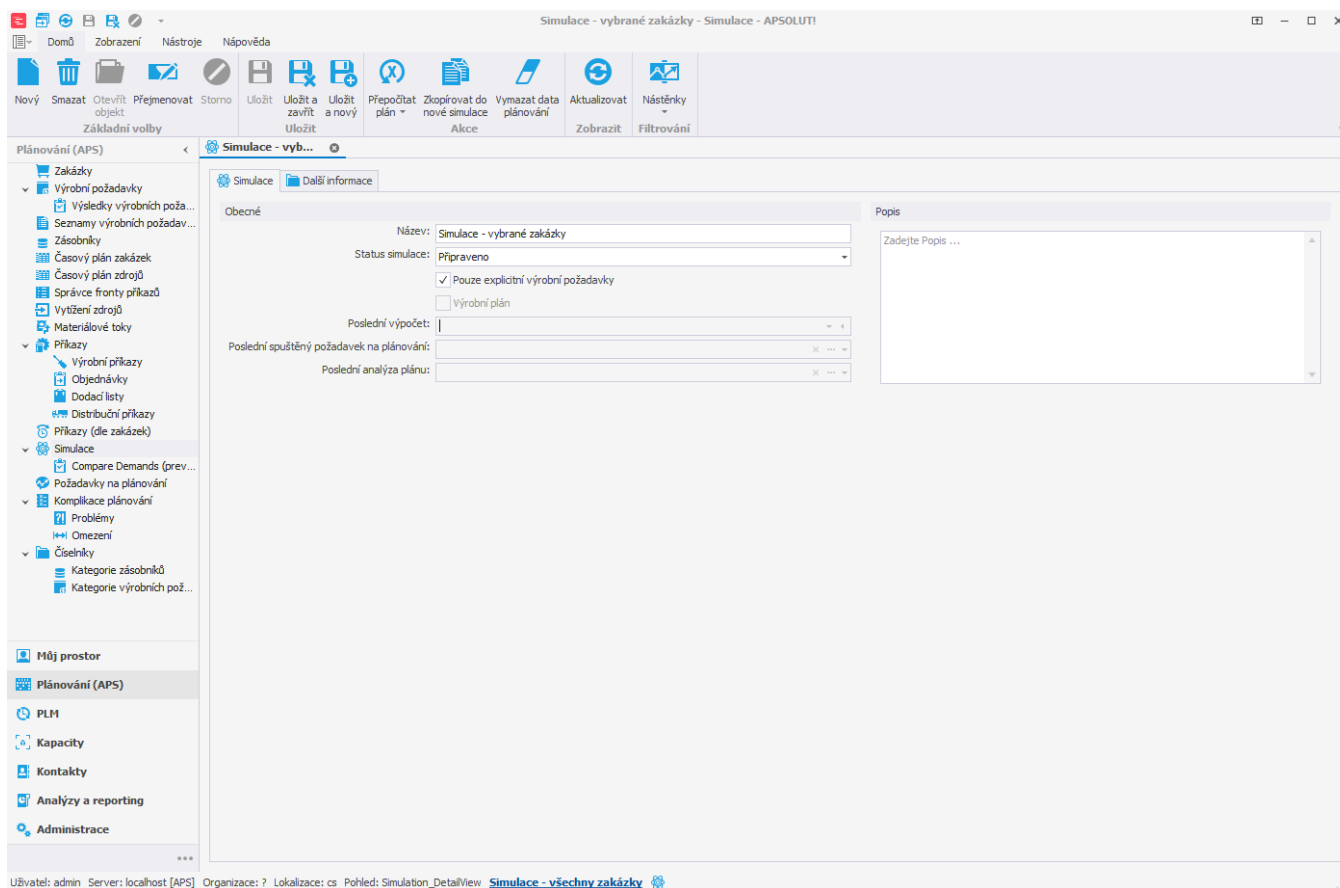 Simulace - vybrané zakázky - Simulace - APSOLUT!
Domů Zobrazení Nástroje Nápověda
Nový Smazat Otevřít objekt Přejmenovat Storno Uložit Uložit a zavřít Uložit a nový Přepočítat plán Zkopírovat do nové simulace Vymazat data plánování Aktualizovat Nástěnky
Základní volby Uložit Akce Zobrazit Filtrování
Plánování (APS)
Simulace - vyb...
Zakázky
Výrobní požadavky
Výsledky výrobních poža...
Seznamy výrobních požadav...
Zásobníky
Časový plán zakázek
Časový plán zdrojů
Správce fronty příkazů
Vytížení zdrojů
Materiálové toky
Příkazy
Výrobní příkazy
Objednávky
Dodací listy
Distribuční příkazy
Příkazy (dle zakázek)
Simulace
Compare Demands (prev...
Požadavky na plánování
Komplikace plánování
Problémy
Omezení
Číselníky
Kategorie zásobníků
Kategorie výrobních pož...
Můj prostor
Plánování (APS)
PLM
Kapacity
Kontakty
Analýzy a reporting
Administrace
Simulace Další informace
Obecné
Název: Simulace - vybrané zakázky
Status simulace: Připraveno
Pouze explicitní výrobní požadavky
Výrobní plán
Poslední výpočet:
Poslední spuštěný požadavek na plánování:
Poslední analýza plánu:
Popis
Zadejte Popis ...
Uživatel: admin Server: localhost [APS] Organizace: ? Lokalizace: cs Pohled: Simulation_DetailView Simulace - všechny zakázky